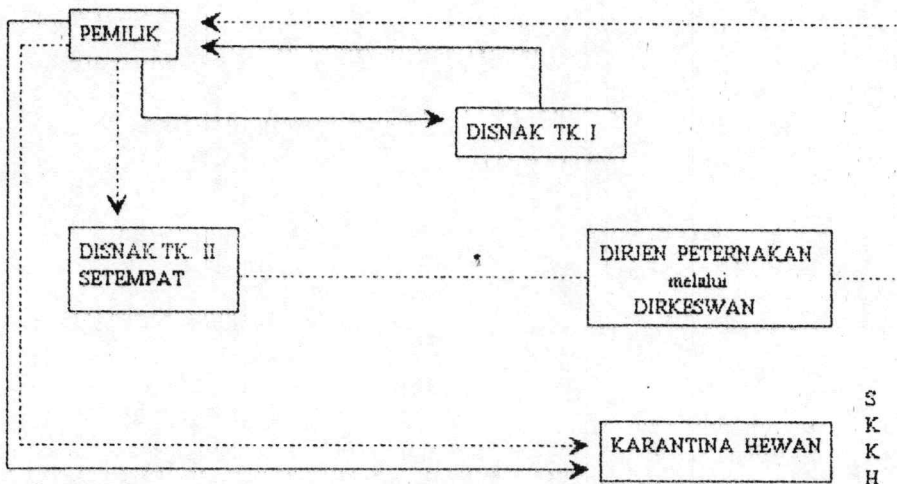 PEMILIK
DISNAK TK. I
DISNAK TK. II
SETEMPAT
DIRJEN PETERNAKAN
melalui
DIRKESWAN
KARANTINA HEWAN
S
K
K
H